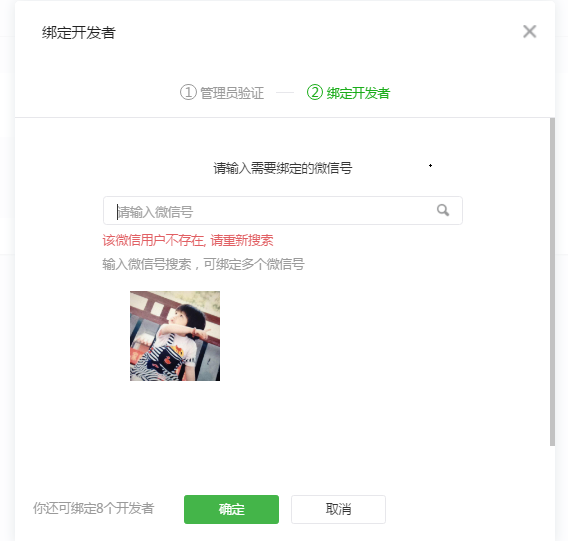 绑定开发者
① 管理员验证 ② 绑定开发者
请输入需要绑定的微信号
请输入微信号
该微信用户不存在, 请重新搜索
输入微信号搜索，可绑定多个微信号
你还可绑定8个开发者 确定 取消